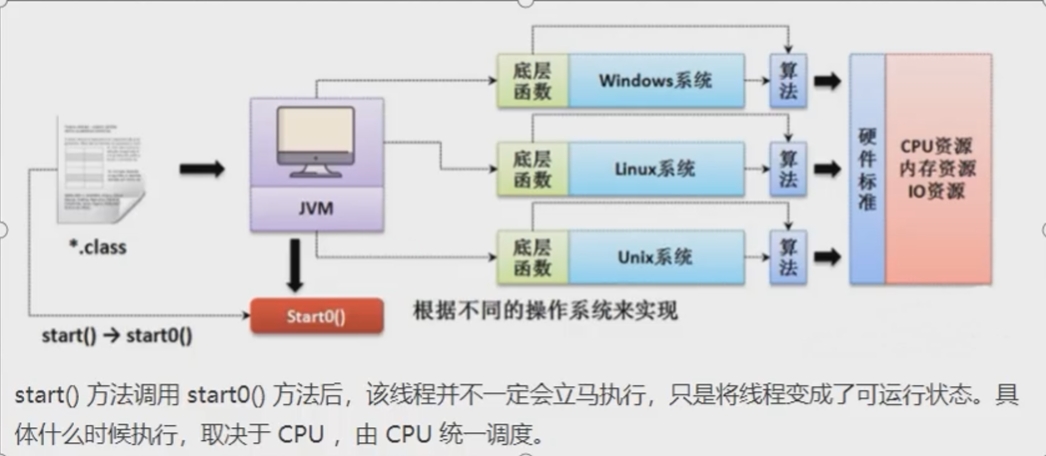 底层函数
Windows系统
算法
底层函数
Linux系统
算法
底层函数
Unix系统
算法
硬件标准
CPU资源
内存资源
IO资源
JVM
*.class
Start0()
start() → start0()
根据不同的操作系统来实现
start() 方法调用 start0() 方法后，该线程并不一定会立马执行，只是将线程变成了可运行状态。具
体什么时候执行，取决于 CPU ，由 CPU 统一调度。